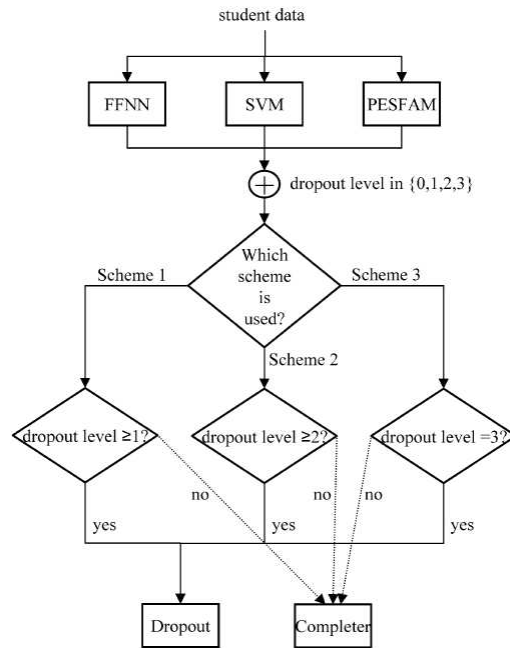 student data
FFNN
SVM
PESFAM
dropout level in {0,1,2,3}
Which
scheme
is
used?
Scheme 1
Scheme 3
Scheme 2
dropout level ≥1?
dropout level ≥2?
dropout level =3?
no
no
no
yes
yes
yes
Dropout
Completer